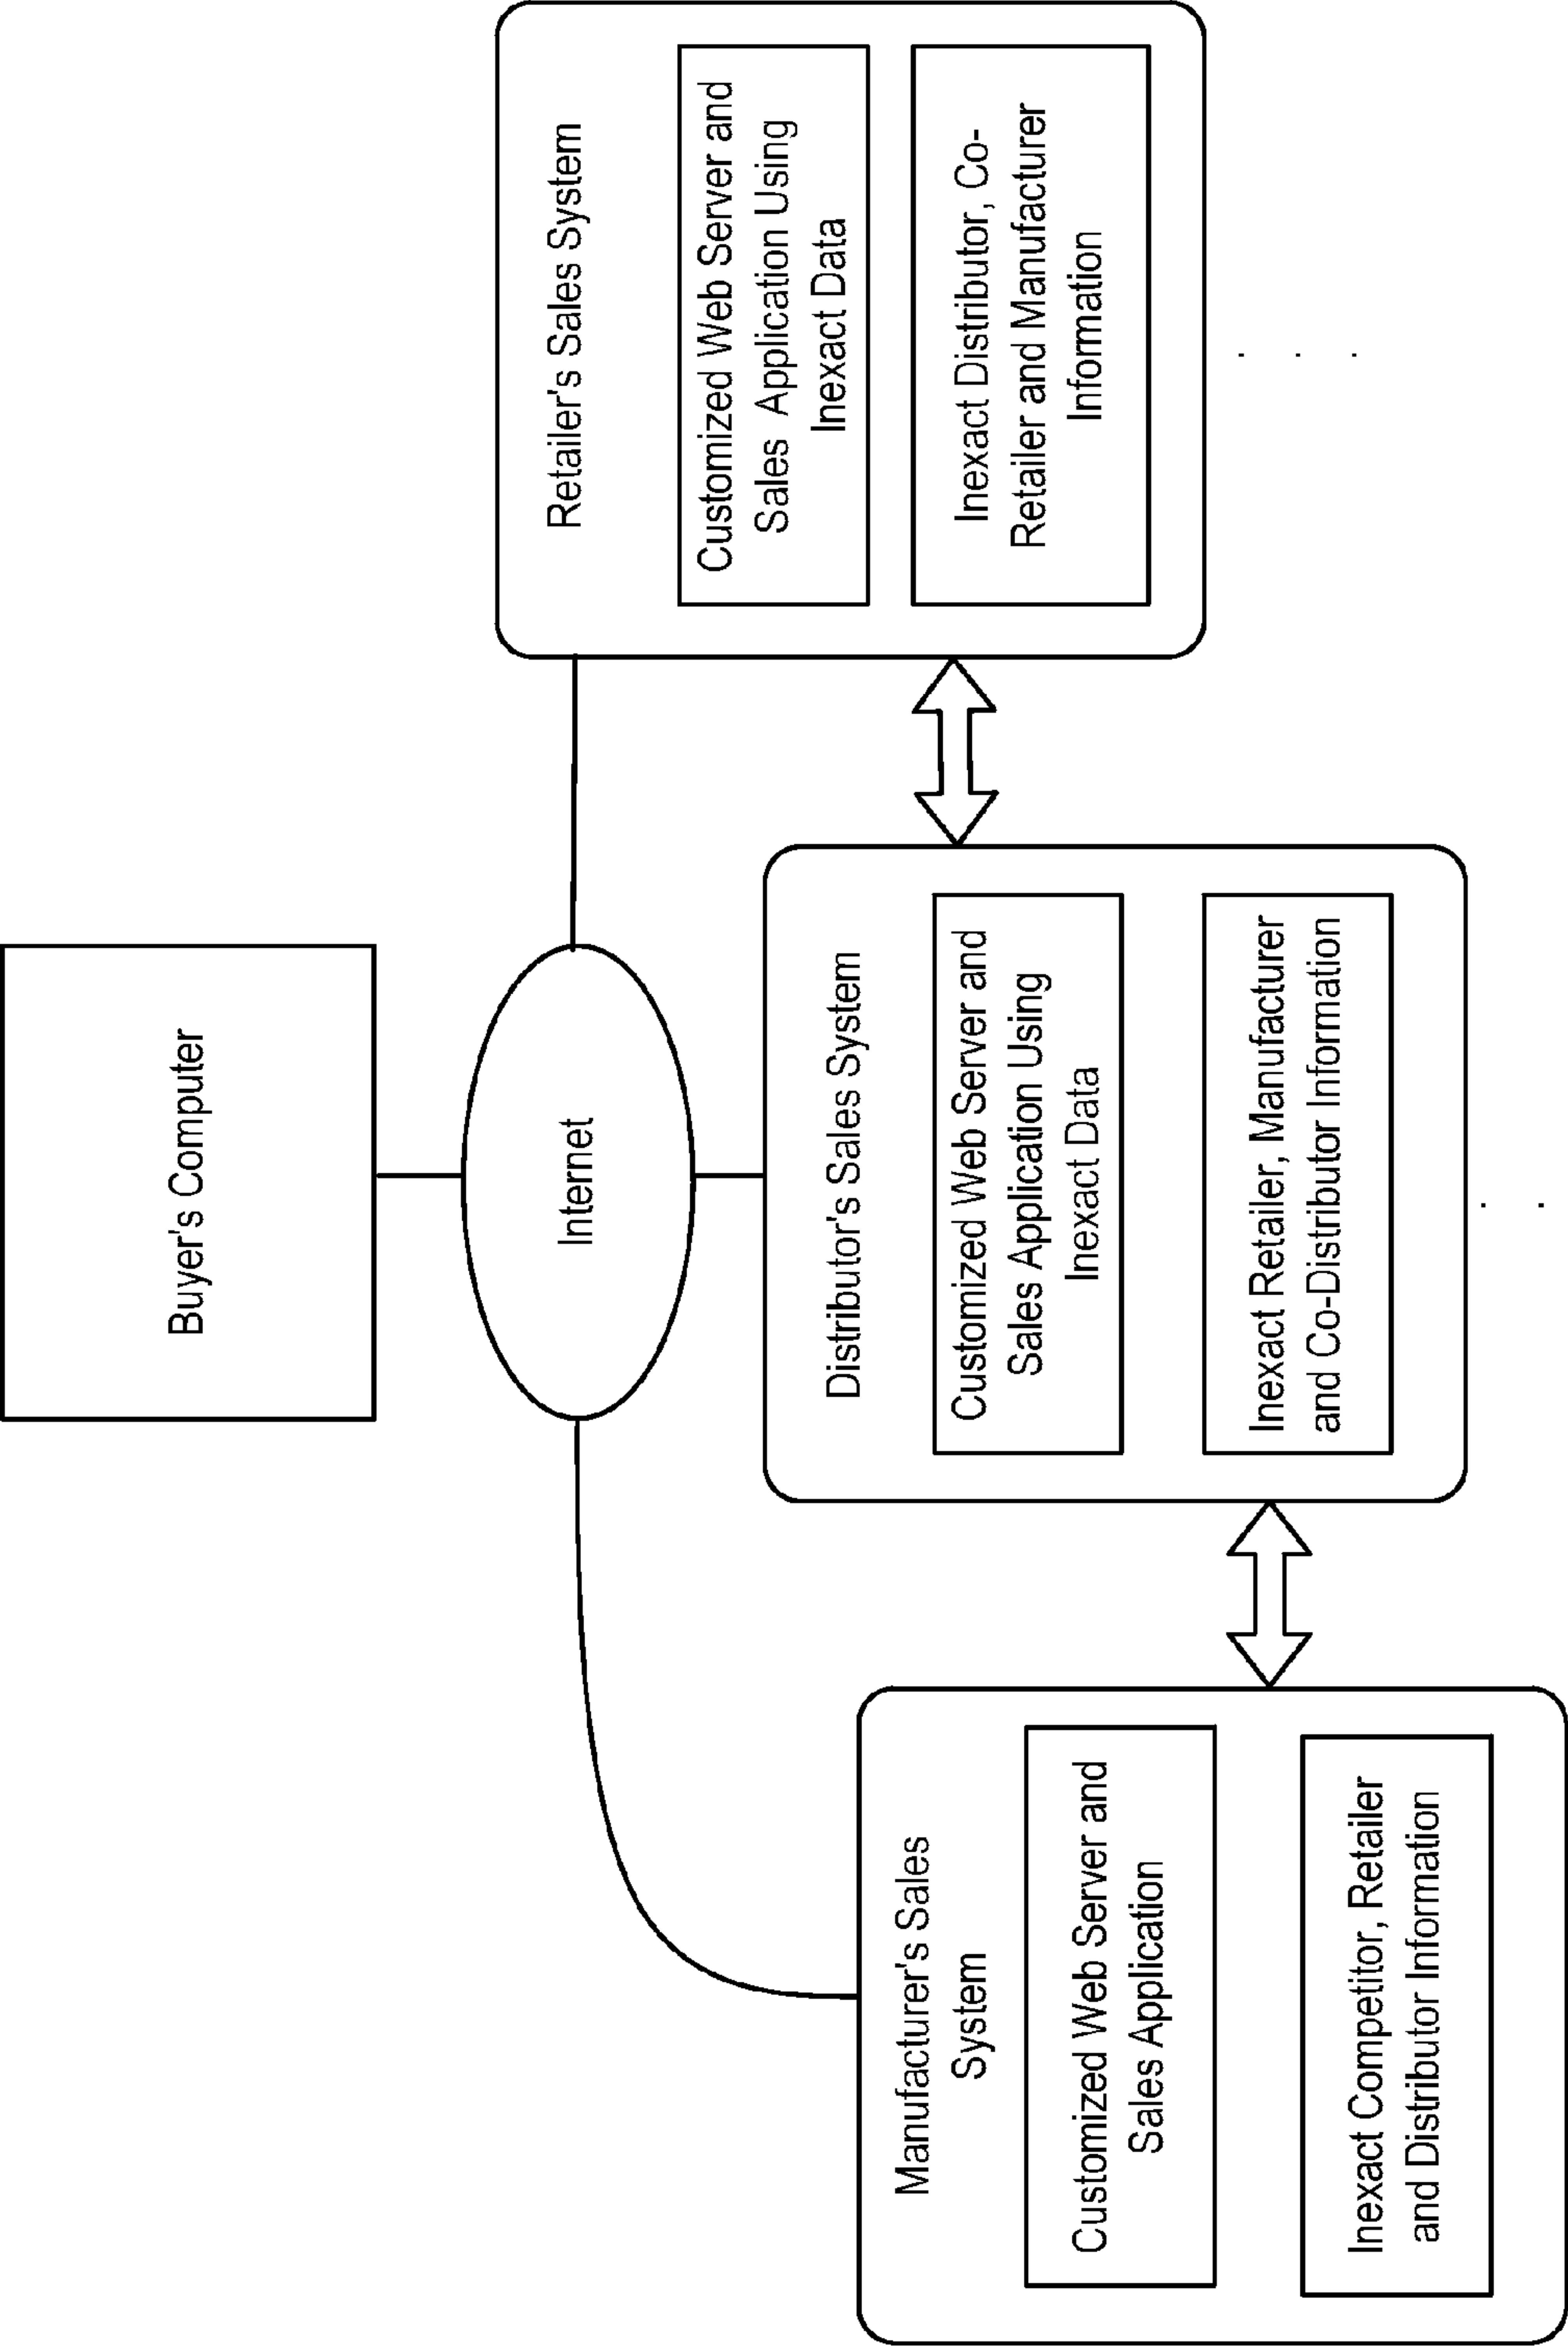 Buyer's Computer
Internet
Manufacturer's Sales
System
Customized Web Server and
Sales Application
Inexact Competitor, Retailer
and Distributor Information
Distributor's Sales System
Customized Web Server and
Sales Application Using
Inexact Data
Inexact Retailer, Manufacturer
and Co-Distributor Information
Retailer's Sales System
Customized Web Server and
Sales Application Using
Inexact Data
Inexact Distributor, Co-
Retailer and Manufacturer
Information